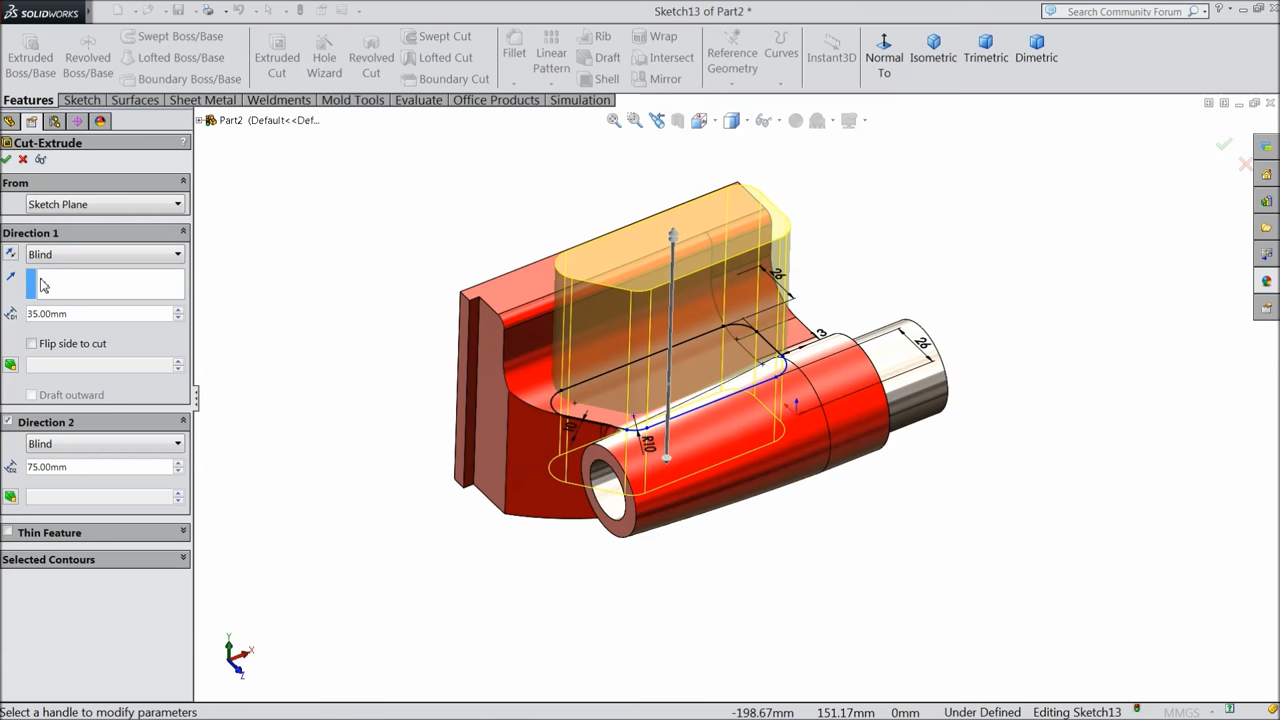 SOLIDWORKS
Sketch13 of Part2 *
Search Community Forum
Extruded Boss/Base
Revolved Boss/Base
Swept Boss/Base
Lofted Boss/Base
Boundary Boss/Base
Extruded Cut
Hole Wizard
Revolved Cut
Swept Cut
Lofted Cut
Boundary Cut
Fillet
Linear Pattern
Rib
Draft
Shell
Wrap
Intersect
Mirror
Reference Geometry
Curves
Instant3D
Normal To
Isometric
Trimetric
Dimetric
Features
Sketch
Surfaces
Sheet Metal
Weldments
Mold Tools
Evaluate
Office Products
Simulation
Part2 (Default<<Def...
Cut-Extrude
?
From
Sketch Plane
Direction 1
Blind
35.00mm
Flip side to cut
Draft outward
Direction 2
Blind
75.00mm
Thin Feature
Selected Contours
26
3
26
R10
Y
X
Z
Select a handle to modify parameters
-198.67mm
151.17mm
0mm
Under Defined
Editing Sketch13
MMGS